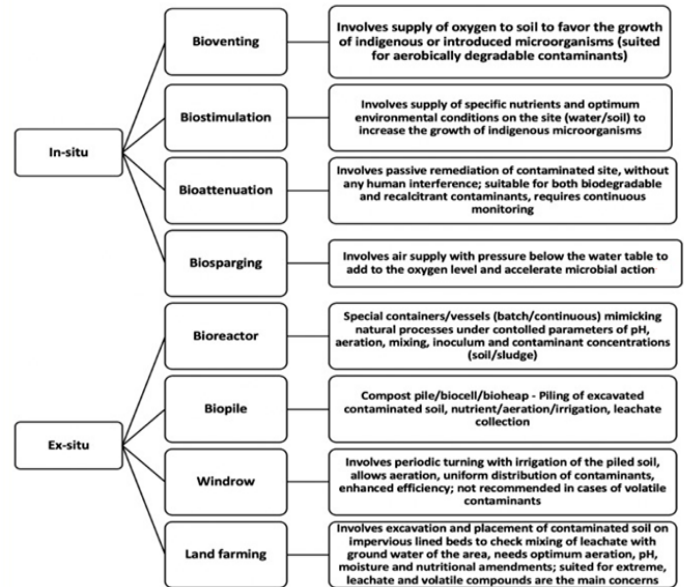 In-situ
Bioventing
Involves supply of oxygen to soil to favor the growth
of indigenous or introduced microorganisms (suited
for aerobically degradable contaminants)
Biostimulation
Involves supply of specific nutrients and optimum
environmental conditions on the site (water/soil) to
increase the growth of indigenous microorganisms
Bioattenuation
Involves passive remediation of contaminated site, without
any human interference; suitable for both biodegradable
and recalcitrant contaminants, requires continuous
monitoring
Biosparging
Involves air supply with pressure below the water table to
add to the oxygen level and accelerate microbial action
Ex-situ
Bioreactor
Special containers/vessels (batch/continuous) mimicking
natural processes under contolled parameters of pH,
aeration, mixing, inoculum and contaminant concentrations
(soil/sludge)
Biopile
Compost pile/biocell/bioheap - Piling of excavated
contaminated soil, nutrient/aeration/irrigation, leachate
collection
Windrow
Involves periodic turning with irrigation of the piled soil,
allows aeration, uniform distribution of contaminants,
enhanced efficiency; not recommended in cases of volatile
contaminants
Land farming
Involves excavation and placement of contaminated soil on
impervious lined beds to check mixing of leachate with
ground water of the area, needs optimum aeration, pH,
moisture and nutritional amendments; suited for extreme,
leachate and volatile compounds are the main concerns